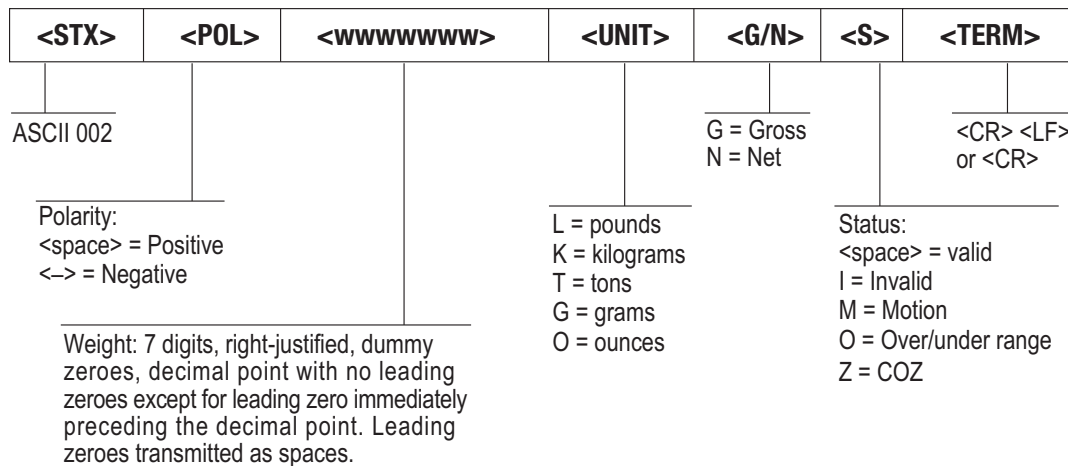 <STX> <POL> <wwwwwww> <UNIT> <G/N> <S> <TERM>
ASCII 002
G = Gross
N = Net
<CR> <LF>
or <CR>
Polarity:
<space> = Positive
<–> = Negative
L = pounds
K = kilograms
T = tons
G = grams
O = ounces
Status:
<space> = valid
I = Invalid
M = Motion
O = Over/under range
Z = COZ
Weight: 7 digits, right-justified, dummy
zeroes, decimal point with no leading
zeroes except for leading zero immediately
preceding the decimal point. Leading
zeroes transmitted as spaces.